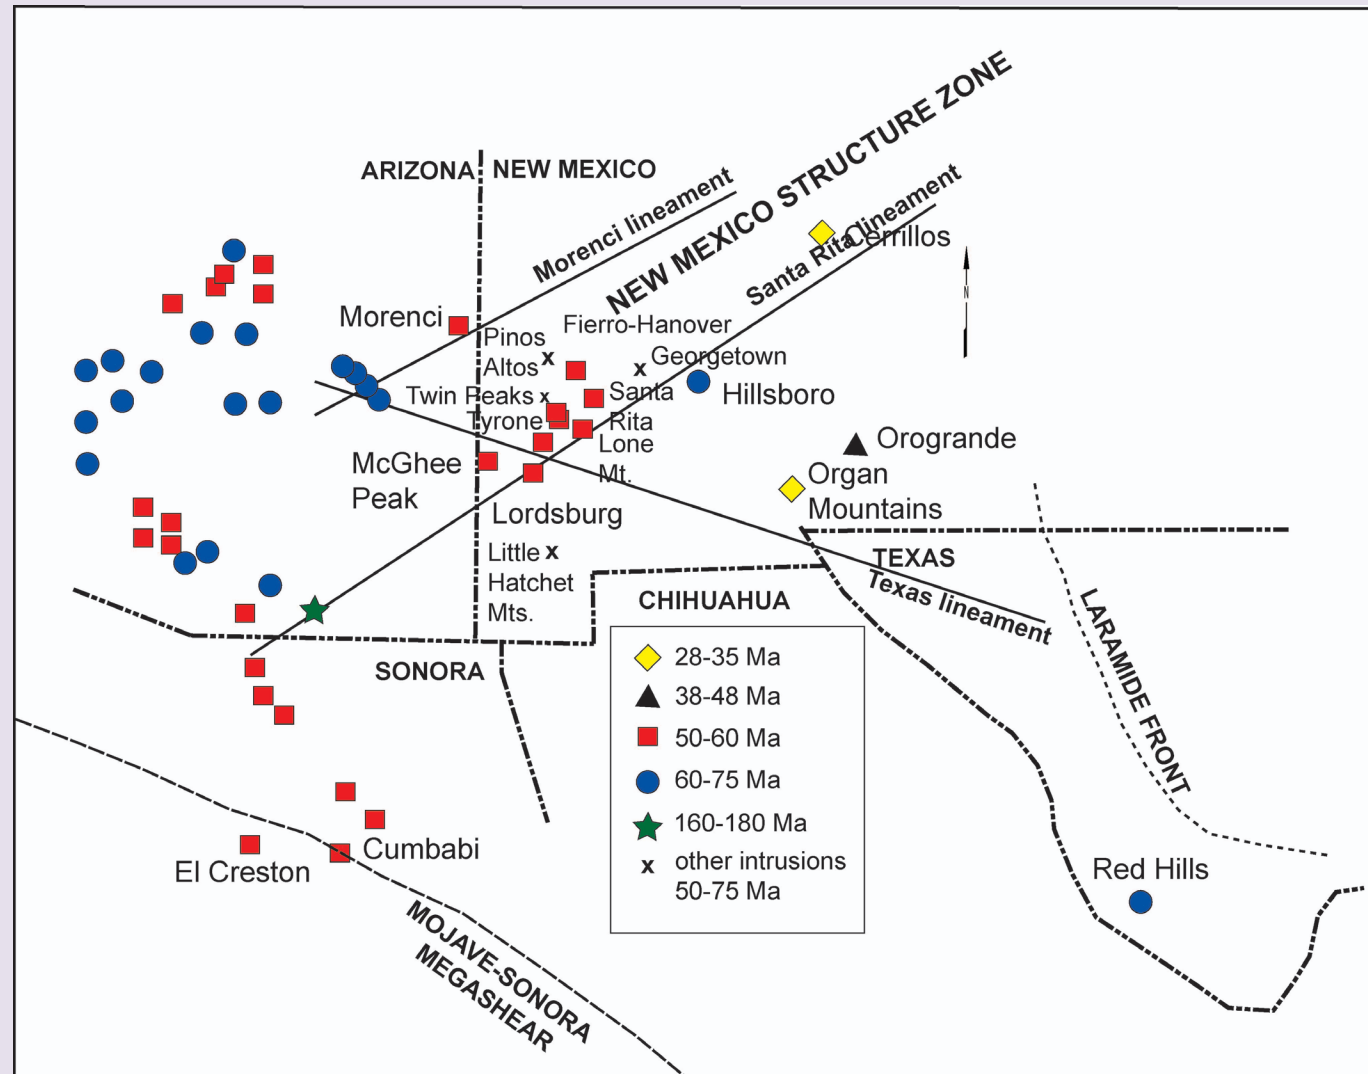 NEW MEXICO STRUCTURE ZONE
ARIZONA
NEW MEXICO
Morenci lineament
Santa Rita lineament
Cerrillos
N
Morenci
Pinos
Altos
x
Fierro-Hanover
x
Georgetown
Twin Peaks
x
Santa
Rita
Hillsboro
Tyrone
Lone
Mt.
Orogrande
McGhee
Peak
Organ
Mountains
Lordsburg
Little
x
Hatchet
Mts.
TEXAS
Texas lineament
CHIHUAHUA
LARAMIDE FRONT
SONORA
28-35 Ma
38-48 Ma
50-60 Ma
60-75 Ma
160-180 Ma
x
other intrusions
50-75 Ma
Cumbabi
El Creston
Red Hills
MOJAVE-SONORA
MEGASHEAR